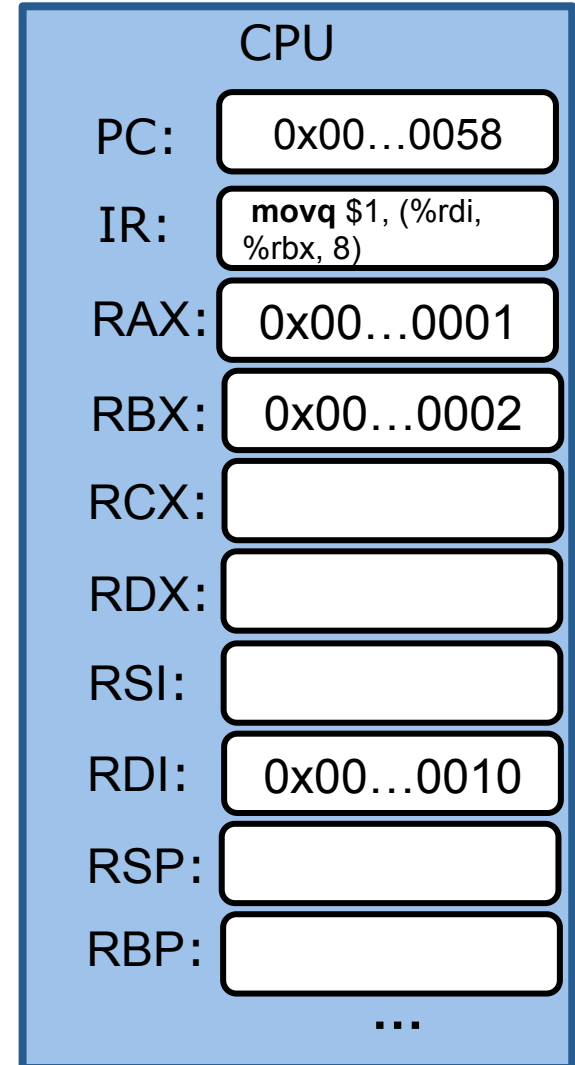 CPU
PC: 0x00…0058
IR: movq $1, (%rdi,
%rbx, 8)
RAX: 0x00…0001
RBX: 0x00…0002
RCX:
RDX:
RSI:
RDI: 0x00…0010
RSP:
RBP:
…